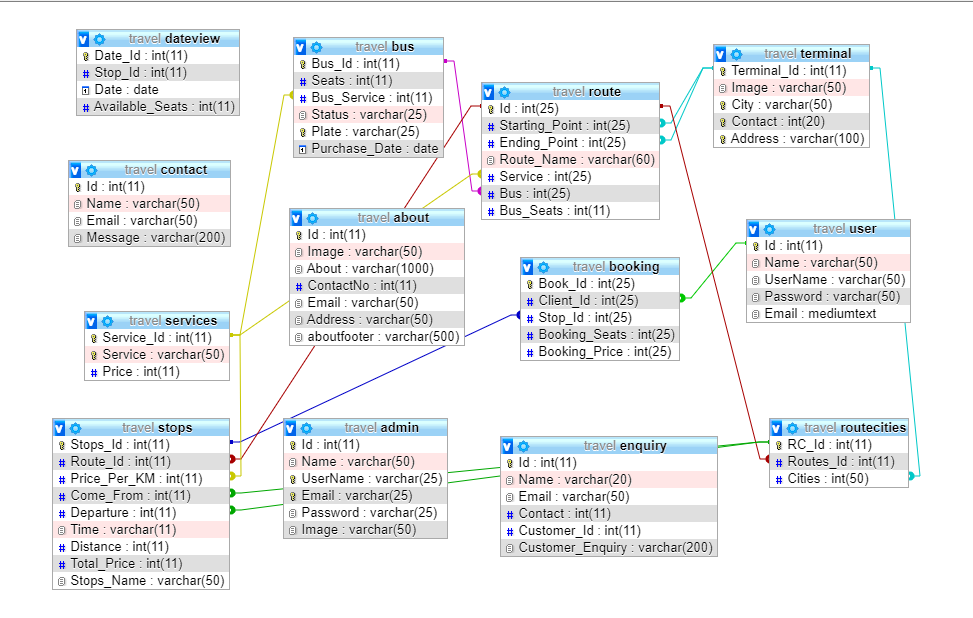 travel dateview
Date_Id : int(11)
Stop_Id : int(11)
Date : date
Available_Seats : int(11)
travel bus
Bus_Id : int(11)
Seats : int(11)
Bus_Service : int(11)
Status : varchar(25)
Plate : varchar(25)
Purchase_Date : date
travel terminal
Terminal_Id : int(11)
Image : varchar(50)
City : varchar(50)
Contact : int(20)
Address : varchar(100)
travel route
Id : int(25)
Starting_Point : int(25)
Ending_Point : int(25)
Route_Name : varchar(60)
Service : int(25)
Bus : int(25)
Bus_Seats : int(11)
travel contact
Id : int(11)
Name : varchar(50)
Email : varchar(50)
Message : varchar(200)
travel about
Id : int(11)
Image : varchar(50)
About : varchar(1000)
ContactNo : int(11)
Email : varchar(50)
Address : varchar(50)
aboutfooter : varchar(500)
travel user
Id : int(11)
Name : varchar(50)
UserName : varchar(50)
Password : varchar(50)
Email : mediumtext
travel booking
Book_Id : int(25)
Client_Id : int(25)
Stop_Id : int(25)
Booking_Seats : int(25)
Booking_Price : int(25)
travel services
Service_Id : int(11)
Service : varchar(50)
Price : int(11)
travel stops
Stops_Id : int(11)
Route_Id : int(11)
Price_Per_KM : int(11)
Come_From : int(11)
Departure : int(11)
Time : varchar(11)
Distance : int(11)
Total_Price : int(11)
Stops_Name : varchar(50)
travel admin
Id : int(11)
Name : varchar(50)
UserName : varchar(25)
Email : varchar(25)
Password : varchar(25)
Image : varchar(50)
travel enquiry
Id : int(11)
Name : varchar(20)
Email : varchar(50)
Contact : int(11)
Customer_Id : int(11)
Customer_Enquiry : varchar(200)
travel routecities
RC_Id : int(11)
Routes_Id : int(11)
Cities : int(50)